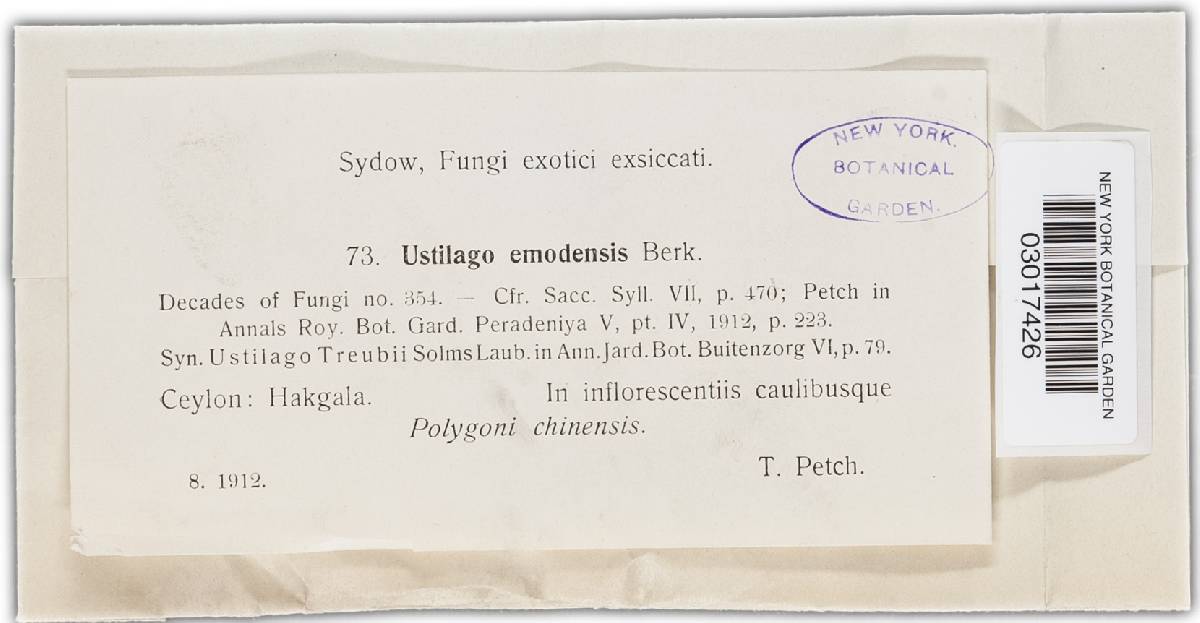 Sydow, Fungi exotici exsiccati.
NEW YORK.
BOTANICAL
GARDEN.
73. Ustilago emodensis Berk.
Decades of Fungi no. 354. — Cfr. Sacc. Syll. VII, p. 470; Petch in
Annals Roy. Bot. Gard. Peradeniya V, pt. IV, 1912, p. 223.
Syn. Ustilago Treubii Solms Laub. in Ann. Jard. Bot. Buitenzorg VI, p. 79.
Ceylon: Hakgala. In inflorescentiis caulibusque
Polygoni chinensis.
T. Petch.
8. 1912.
NEW YORK BOTANICAL GARDEN
03017426